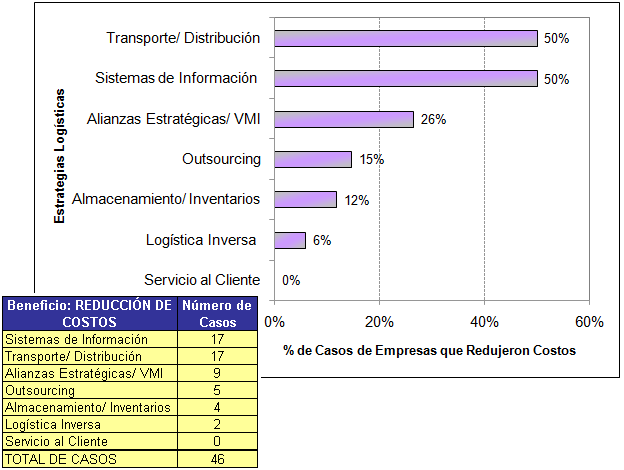 Estrategias Logísticas
Transporte/ Distribución 50%
Sistemas de Información 50%
Alianzas Estratégicas/ VMI 26%
Outsourcing 15%
Almacenamiento/ Inventarios 12%
Logística Inversa 6%
Servicio al Cliente 0%
0% 20% 40% 60%
% de Casos de Empresas que Redujeron Costos
Beneficio: REDUCCIÓN DE COSTOS Número de Casos
Sistemas de Información 17
Transporte/ Distribución 17
Alianzas Estratégicas/ VMI 9
Outsourcing 5
Almacenamiento/ Inventarios 4
Logística Inversa 2
Servicio al Cliente 0
TOTAL DE CASOS 46